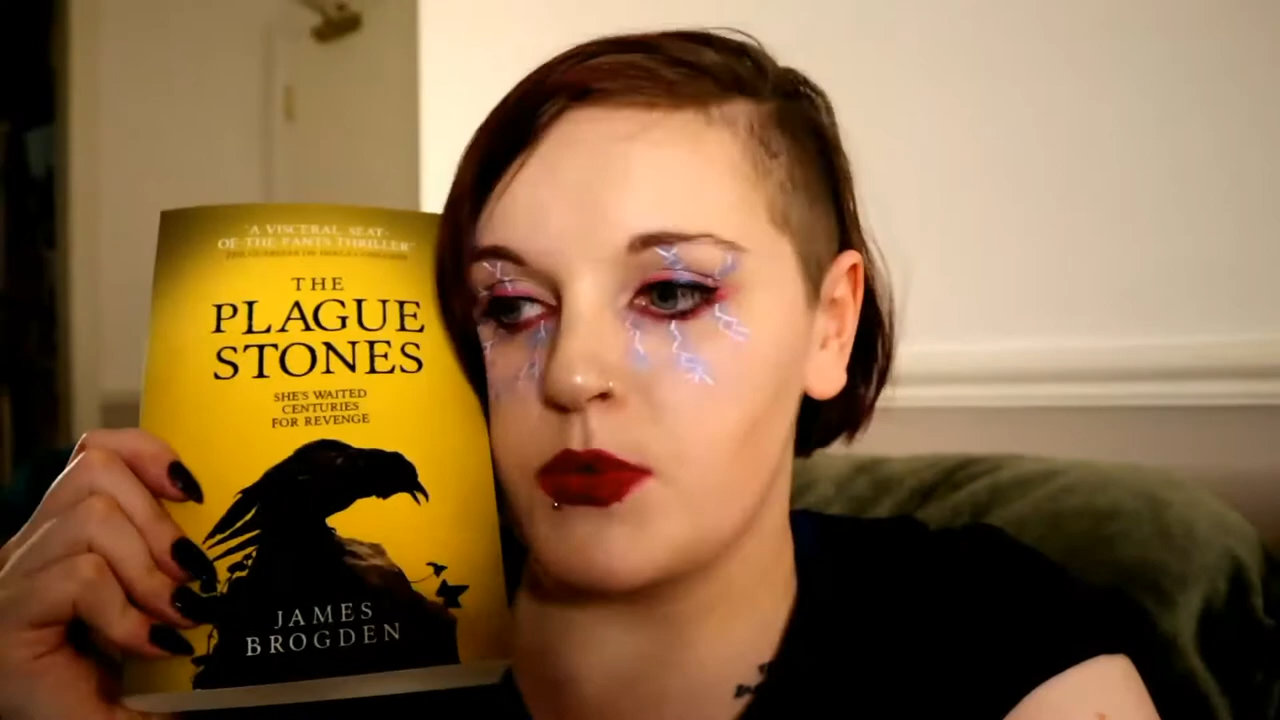 "A VISCERAL, SEAT-
OF-THE-PANTS THRILLER"
THE
PLAGUE
STONES
SHE'S WAITED
CENTURIES
FOR REVENGE
JAMES
BROGDEN